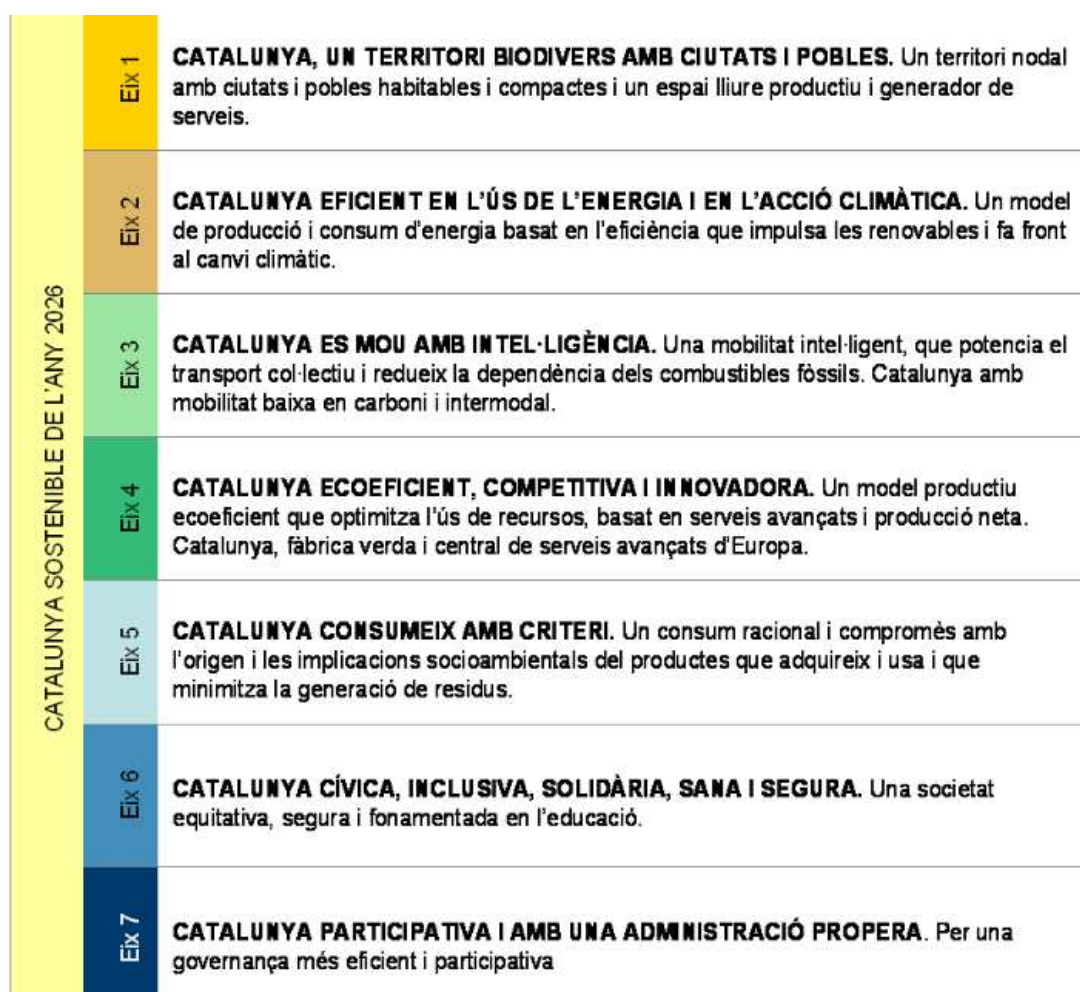 CATALUNYA SOSTENIBLE DE L'ANY 2026
Eix 1
CATALUNYA, UN TERRITORI BIODIVERS AMB CIUTATS I POBLES. Un territori nodal
amb ciutats i pobles habitables i compactes i un espai lliure productiu i generador de
serveis.
Eix 2
CATALUNYA EFICIENT EN L'ÚS DE L'ENERGIA I EN L'ACCIÓ CLIMÀTICA. Un model
de producció i consum d'energia basat en l'eficiència que impulsa les renovables i fa front
al canvi climàtic.
Eix 3
CATALUNYA ES MOU AMB INTEL·LIGÈNCIA. Una mobilitat intel·ligent, que potencia el
transport col·lectiu i redueix la dependència dels combustibles fòssils. Catalunya amb
mobilitat baixa en carboni i intermodal.
Eix 4
CATALUNYA ECOEFICIENT, COMPETITIVA I INNOVADORA. Un model productiu
ecoeficient que optimitza l'ús de recursos, basat en serveis avançats i producció neta.
Catalunya, fàbrica verda i central de serveis avançats d'Europa.
Eix 5
CATALUNYA CONSUMEIX AMB CRITERI. Un consum racional i compromès amb
l'origen i les implicacions socioambientals del productes que adquireix i usa i que
minimitza la generació de residus.
Eix 6
CATALUNYA CÍVICA, INCLUSIVA, SOLIDÀRIA, SANA I SEGURA. Una societat
equitativa, segura i fonamentada en l'educació.
Eix 7
CATALUNYA PARTICIPATIVA I AMB UNA ADMINISTRACIÓ PROPERA. Per una
governança més eficient i participativa